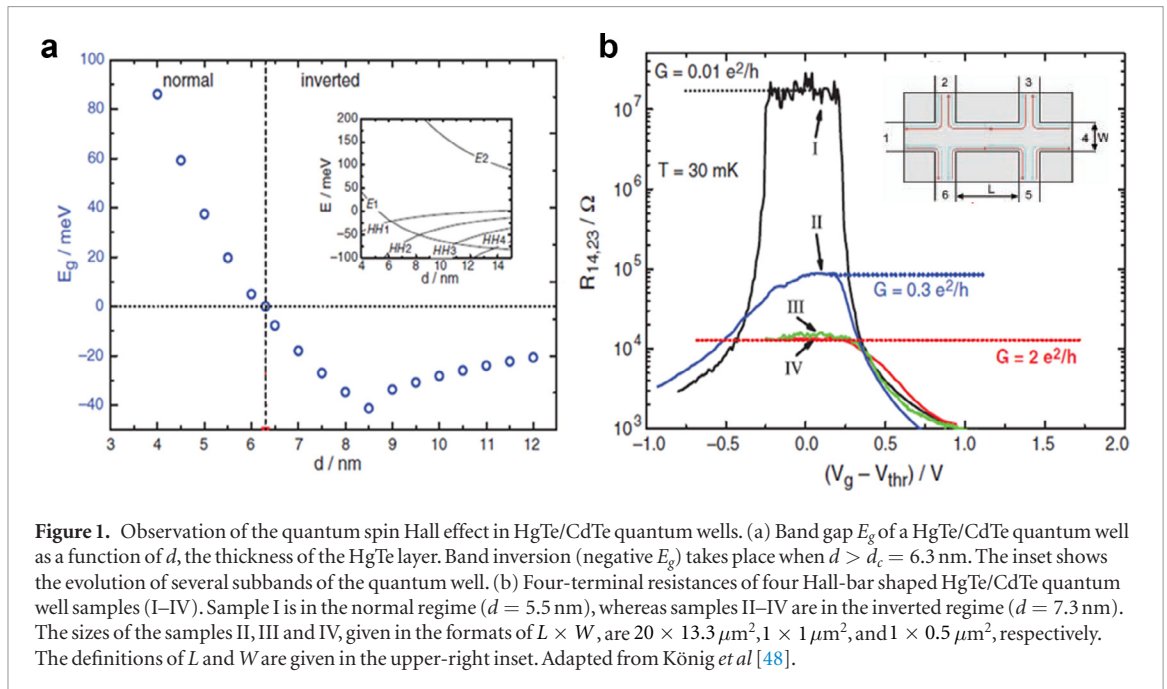 a
100
80
60
40
20
0
−20
−40
3
4
5
6
7
8
9
10
11
12
13
E_g / meV
d / nm
normal
inverted
200
150
100
50
0
−50
−100
4
6
8
10
12
14
E / meV
d / nm
E2
E1
HH1
HH2
HH3
HH4
b
G = 0.01 e²/h
T = 30 mK
I
II
G = 0.3 e²/h
III
IV
G = 2 e²/h
10⁷
10⁶
10⁵
10⁴
10³
R₁₄,₂₃ / Ω
−1.0
−0.5
0.0
0.5
1.0
1.5
2.0
(V_g − V_thr) / V
2
3
1
4
W
6
L
5
Figure 1. Observation of the quantum spin Hall effect in HgTe/CdTe quantum wells. (a) Band gap E_g of a HgTe/CdTe quantum well
as a function of d, the thickness of the HgTe layer. Band inversion (negative E_g) takes place when d > d_c = 6.3 nm. The inset shows
the evolution of several subbands of the quantum well. (b) Four-terminal resistances of four Hall-bar shaped HgTe/CdTe quantum
well samples (I–IV). Sample I is in the normal regime (d = 5.5 nm), whereas samples II–IV are in the inverted regime (d = 7.3 nm).
The sizes of the samples II, III and IV, given in the formats of L × W, are 20 × 13.3 μm², 1 × 1 μm², and 1 × 0.5 μm², respectively.
The definitions of L and W are given in the upper-right inset. Adapted from König et al [48].